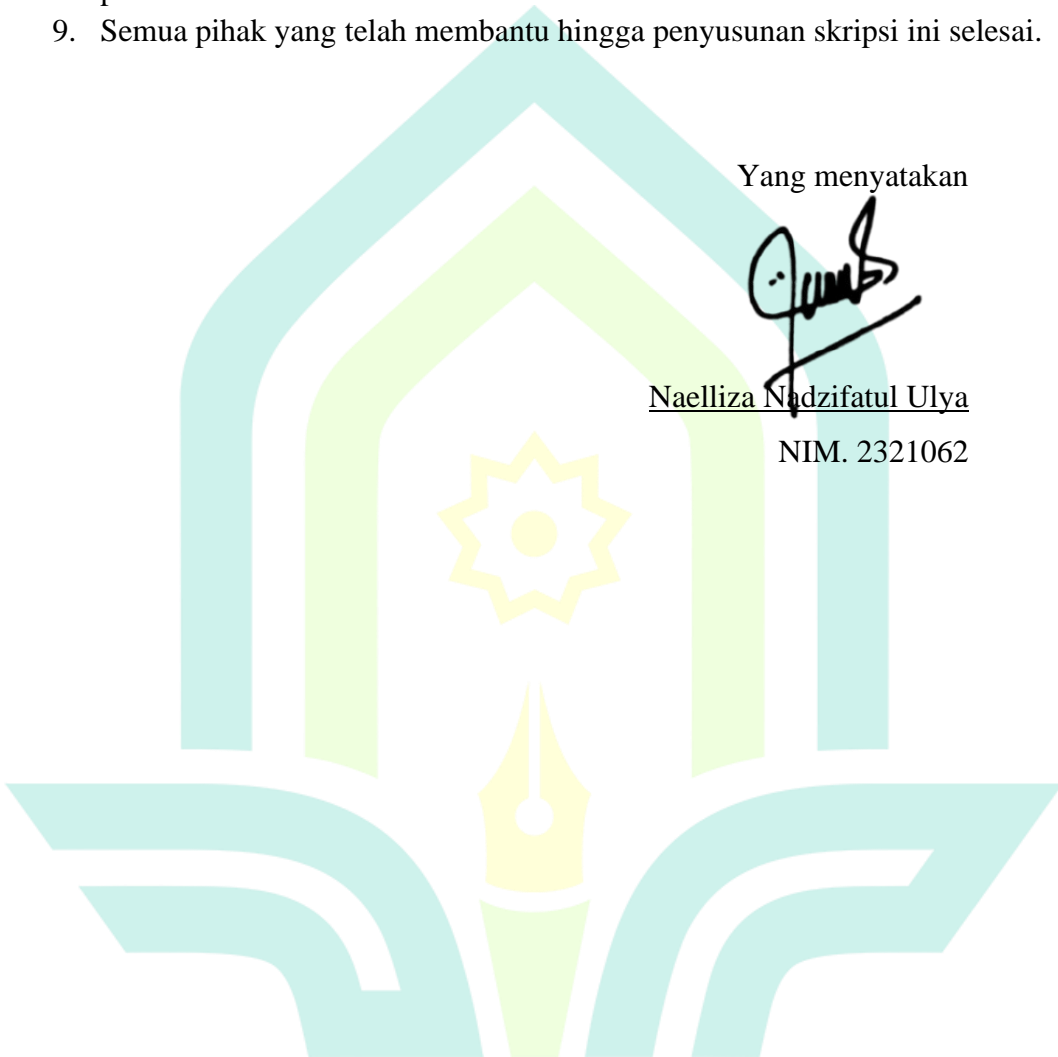 9. Semua pihak yang telah membantu hingga penyusunan skripsi ini selesai.
Yang menyatakan
Naelliza Nadzifatul Ulya
NIM. 2321062